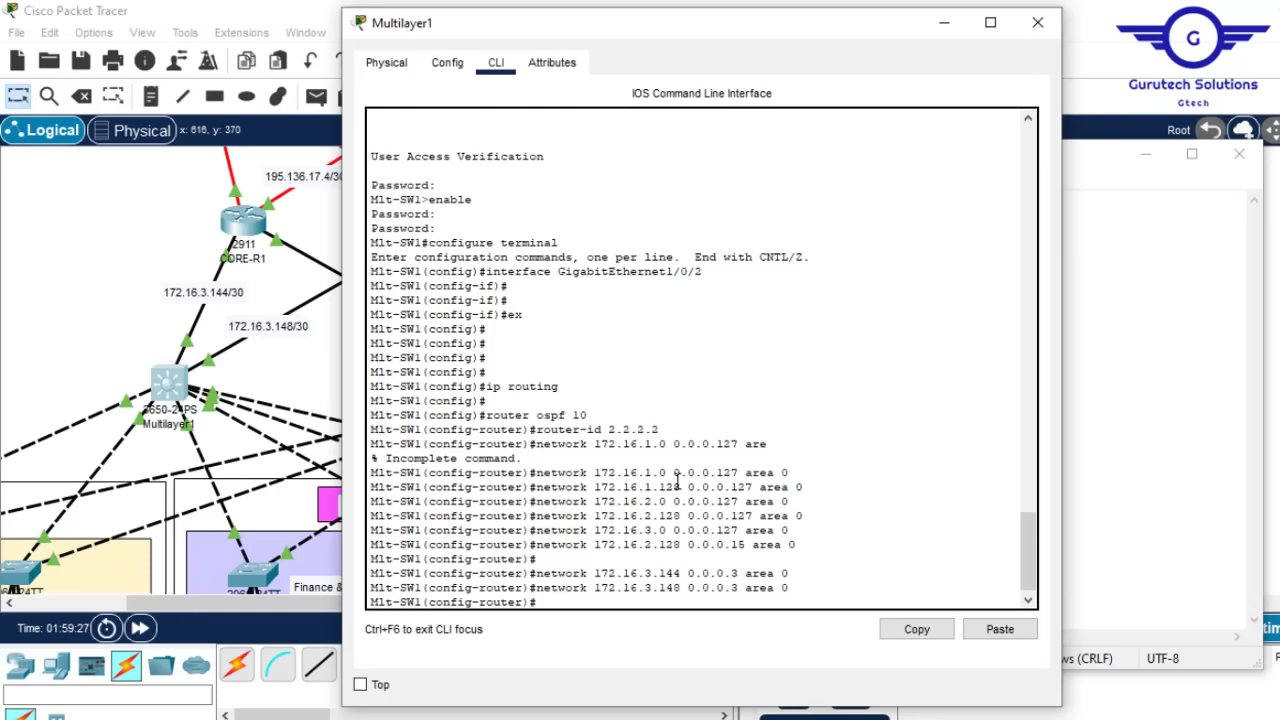 Cisco Packet Tracer
File Edit Options View Tools Extensions Window
Logical
Physical
x: 618, y: 370
Root
Multilayer1
Physical Config CLI Attributes
IOS Command Line Interface
User Access Verification
Password:
Mlt-SW1>enable
Password:
Password:
Mlt-SW1#configure terminal
Enter configuration commands, one per line. End with CNTL/Z.
Mlt-SW1(config)#interface GigabitEthernet1/0/2
Mlt-SW1(config-if)#
Mlt-SW1(config-if)#
Mlt-SW1(config-if)#ex
Mlt-SW1(config)#
Mlt-SW1(config)#
Mlt-SW1(config)#
Mlt-SW1(config)#
Mlt-SW1(config)#ip routing
Mlt-SW1(config)#
Mlt-SW1(config)#router ospf 10
Mlt-SW1(config-router)#router-id 2.2.2.2
Mlt-SW1(config-router)#network 172.16.1.0 0.0.0.127 are
% Incomplete command.
Mlt-SW1(config-router)#network 172.16.1.0 0.0.0.127 area 0
Mlt-SW1(config-router)#network 172.16.1.128 0.0.0.127 area 0
Mlt-SW1(config-router)#network 172.16.2.0 0.0.0.127 area 0
Mlt-SW1(config-router)#network 172.16.2.128 0.0.0.127 area 0
Mlt-SW1(config-router)#network 172.16.3.0 0.0.0.127 area 0
Mlt-SW1(config-router)#network 172.16.2.128 0.0.0.15 area 0
Mlt-SW1(config-router)#
Mlt-SW1(config-router)#network 172.16.3.144 0.0.0.3 area 0
Mlt-SW1(config-router)#network 172.16.3.148 0.0.0.3 area 0
Mlt-SW1(config-router)#
Ctrl+F6 to exit CLI focus
Copy
Paste
Top
195.136.17.4/30
2911
CORE-R1
172.16.3.144/30
172.16.3.148/30
3650-24PS
Multilayer1
Finance &
Time: 01:59:27
G
Gurutech Solutions
Gtech
(CRLF)
UTF-8